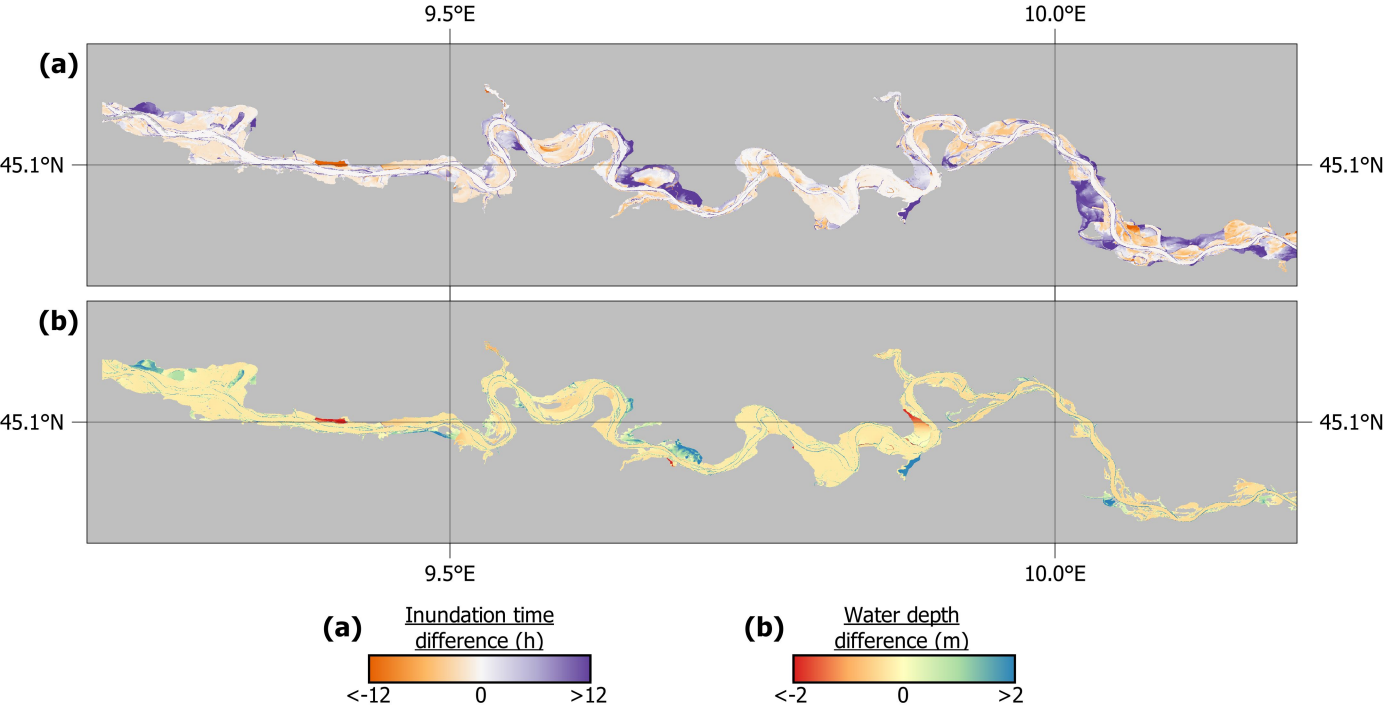 9.5°E 10.0°E
(a)
45.1°N 45.1°N
(b)
45.1°N 45.1°N
9.5°E 10.0°E
(a) Inundation time difference (h)
<-12 0 >12
(b) Water depth difference (m)
<-2 0 >2